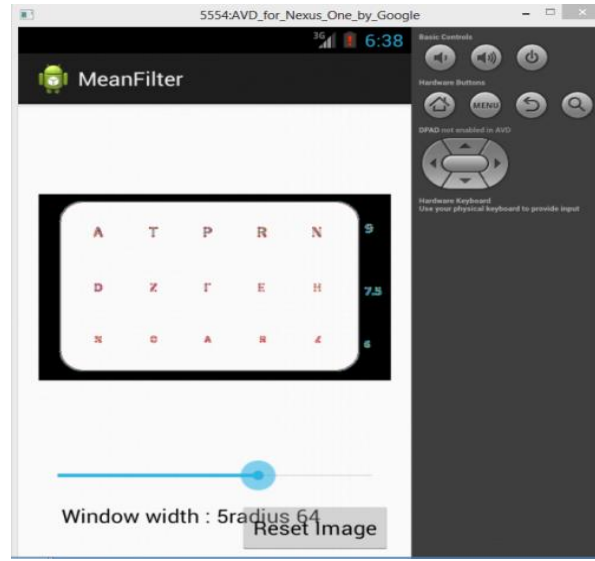 5554:AVD_for_Nexus_One_by_Google
3G 6:38
MeanFilter
A T P R N 9
D Z F E H 7.5
N O A R Z 6
Window width : 5radius 64
Reset Image
Basic Controls
Hardware Buttons
MENU
DPAD not enabled in AVD
Hardware Keyboard
Use your physical keyboard to provide input